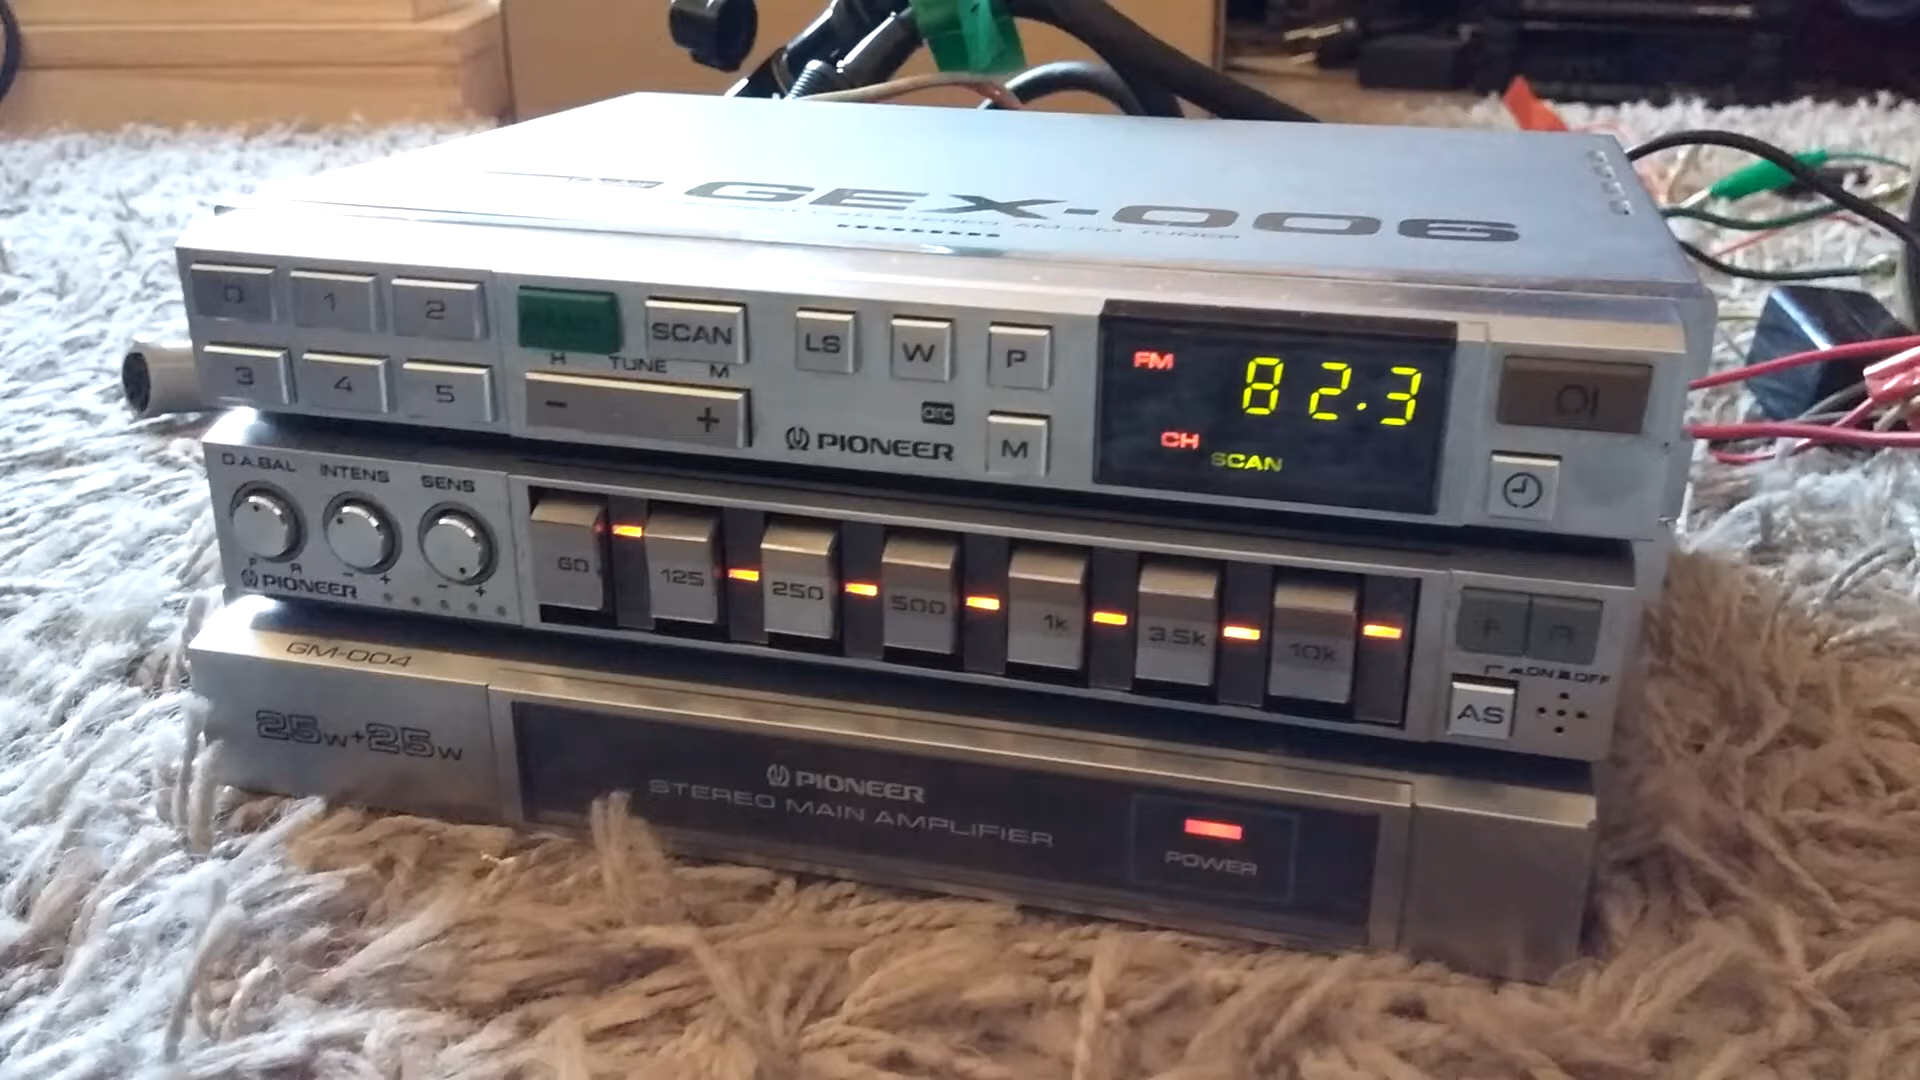 GEX-006
AM/FM TUNER
0 1 2
SCAN
LS W P
H TUNE M
3 4 5
- +
PIONEER
M
FM 82.3
CH SCAN
D.A.BAL INTENS SENS
F R - + - +
PIONEER
60 125 250 500 1k 3.5k 10k
F R
ON OFF
AS
GM-004
25W+25W
PIONEER
STEREO MAIN AMPLIFIER
POWER